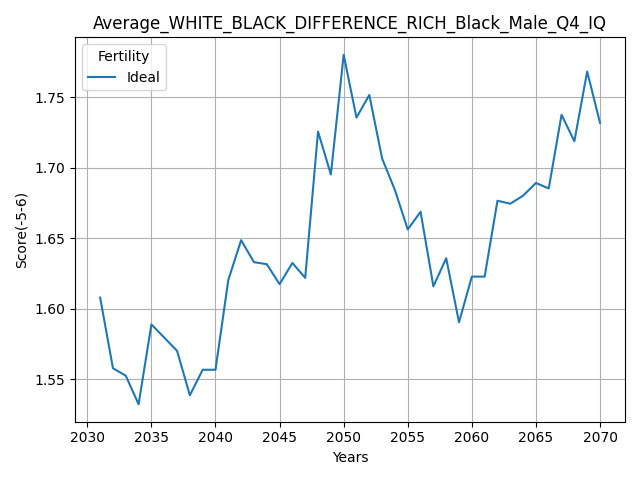 Average_WHITE_BLACK_DIFFERENCE_RICH_Black_Male_Q4_IQ
Fertility
Ideal
Score(-5-6)
1.75
1.70
1.65
1.60
1.55
2030 2035 2040 2045 2050 2055 2060 2065 2070
Years